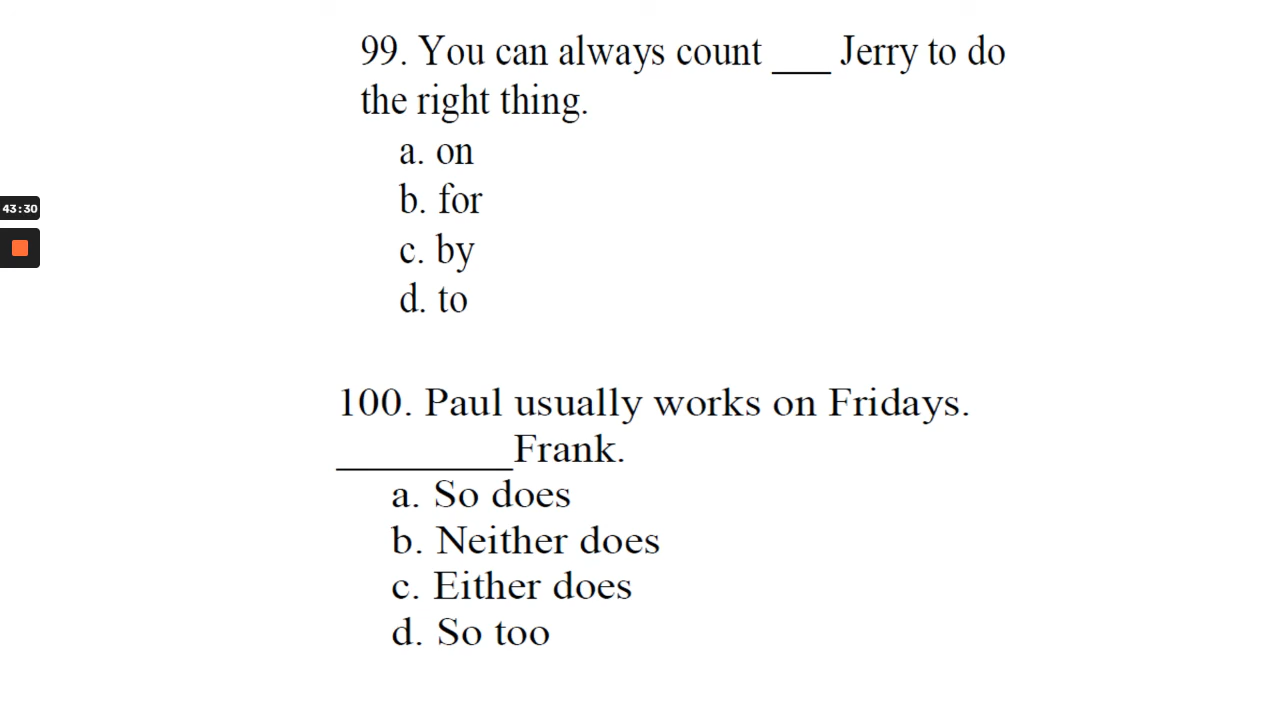 99. You can always count ___ Jerry to do
the right thing.
a. on
b. for
43:30
c. by
d. to
100. Paul usually works on Fridays.
_________Frank.
a. So does
b. Neither does
c. Either does
d. So too